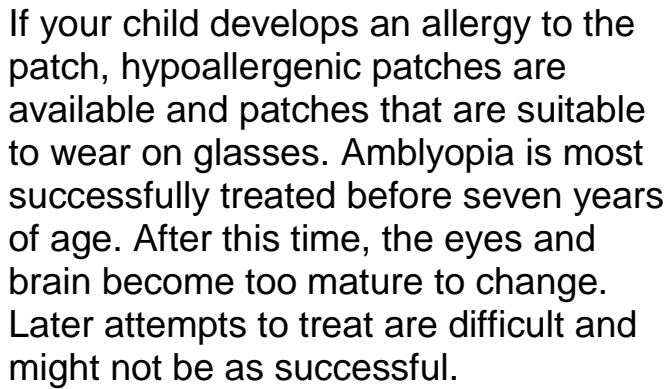 If your child develops an allergy to the
patch, hypoallergenic patches are
available and patches that are suitable
to wear on glasses. Amblyopia is most
successfully treated before seven years
of age. After this time, the eyes and
brain become too mature to change.
Later attempts to treat are difficult and
might not be as successful.